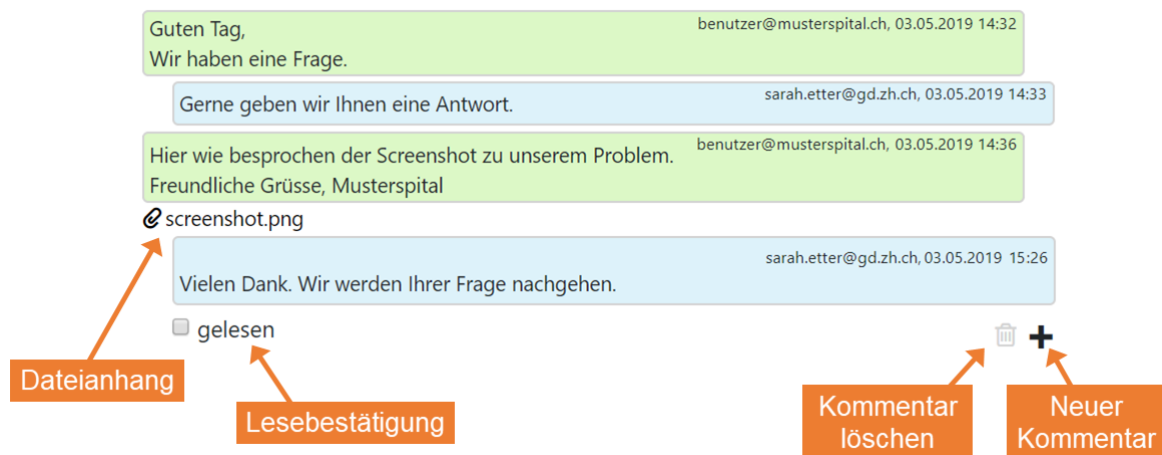 Guten Tag,
benutzer@musterspital.ch, 03.05.2019 14:32
Wir haben eine Frage.
Gerne geben wir Ihnen eine Antwort.
sarah.etter@gd.zh.ch, 03.05.2019 14:33
Hier wie besprochen der Screenshot zu unserem Problem.
benutzer@musterspital.ch, 03.05.2019 14:36
Freundliche Grüsse, Musterspital
screenshot.png
sarah.etter@gd.zh.ch, 03.05.2019 15:26
Vielen Dank. Wir werden Ihrer Frage nachgehen.
gelesen
Dateianhang
Lesebestätigung
Kommentar
löschen
Neuer
Kommentar